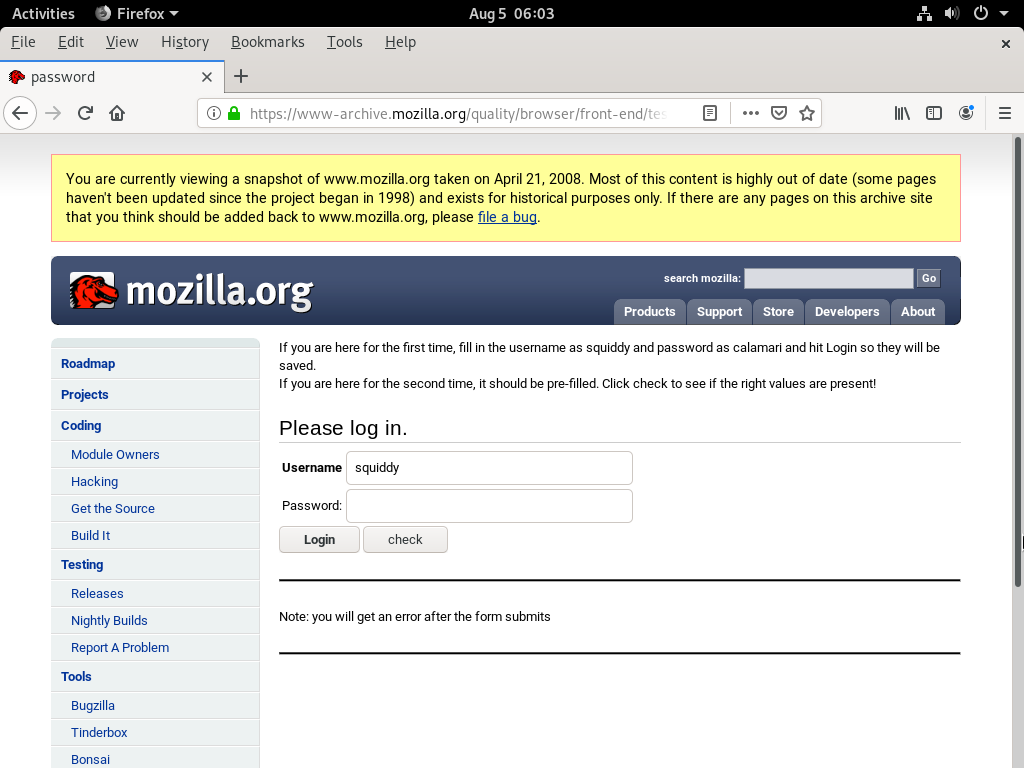 Activities Firefox Aug 5 06:03
File Edit View History Bookmarks Tools Help
password
https://www-archive.mozilla.org/quality/browser/front-end/tes
You are currently viewing a snapshot of www.mozilla.org taken on April 21, 2008. Most of this content is highly out of date (some pages
haven't been updated since the project began in 1998) and exists for historical purposes only. If there are any pages on this archive site
that you think should be added back to www.mozilla.org, please file a bug.
mozilla.org
search mozilla: Go
Products Support Store Developers About
Roadmap
Projects
Coding
Module Owners
Hacking
Get the Source
Build It
Testing
Releases
Nightly Builds
Report A Problem
Tools
Bugzilla
Tinderbox
Bonsai
If you are here for the first time, fill in the username as squiddy and password as calamari and hit Login so they will be
saved.
If you are here for the second time, it should be pre-filled. Click check to see if the right values are present!
Please log in.
Username squiddy
Password:
Login check
Note: you will get an error after the form submits